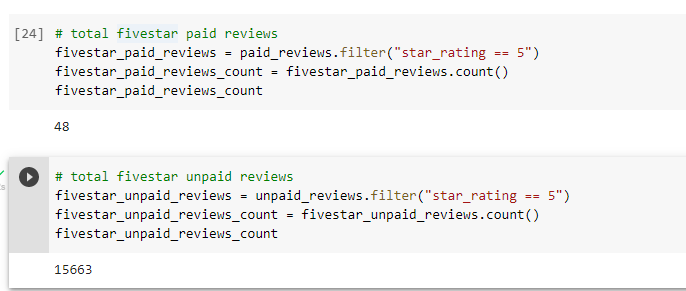 [24] # total fivestar paid reviews
fivestar_paid_reviews = paid_reviews.filter("star_rating == 5")
fivestar_paid_reviews_count = fivestar_paid_reviews.count()
fivestar_paid_reviews_count
48
# total fivestar unpaid reviews
fivestar_unpaid_reviews = unpaid_reviews.filter("star_rating == 5")
fivestar_unpaid_reviews_count = fivestar_unpaid_reviews.count()
fivestar_unpaid_reviews_count
15663